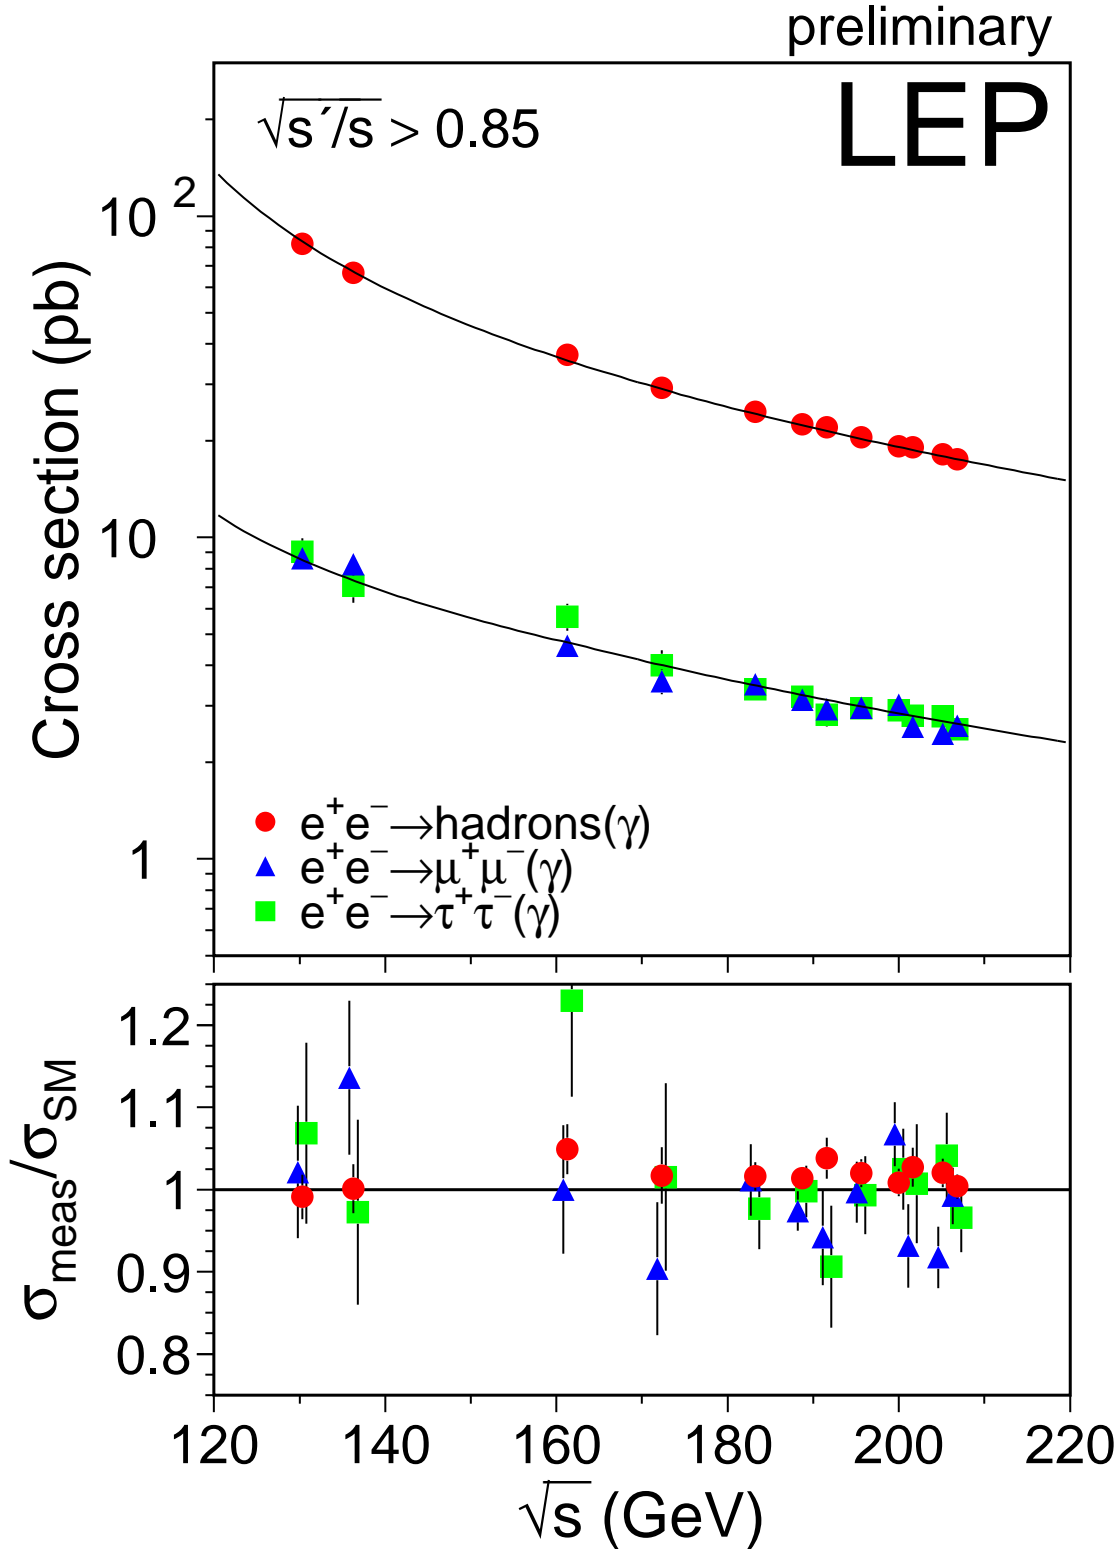 preliminary
LEP
√s´/s > 0.85
10²
10
1
Cross section (pb)
e⁺e⁻→hadrons(γ)
e⁺e⁻→μ⁺μ⁻(γ)
e⁺e⁻→τ⁺τ⁻(γ)
1.2
1.1
1
0.9
0.8
σmeas/σSM
120 140 160 180 200 220
√s (GeV)